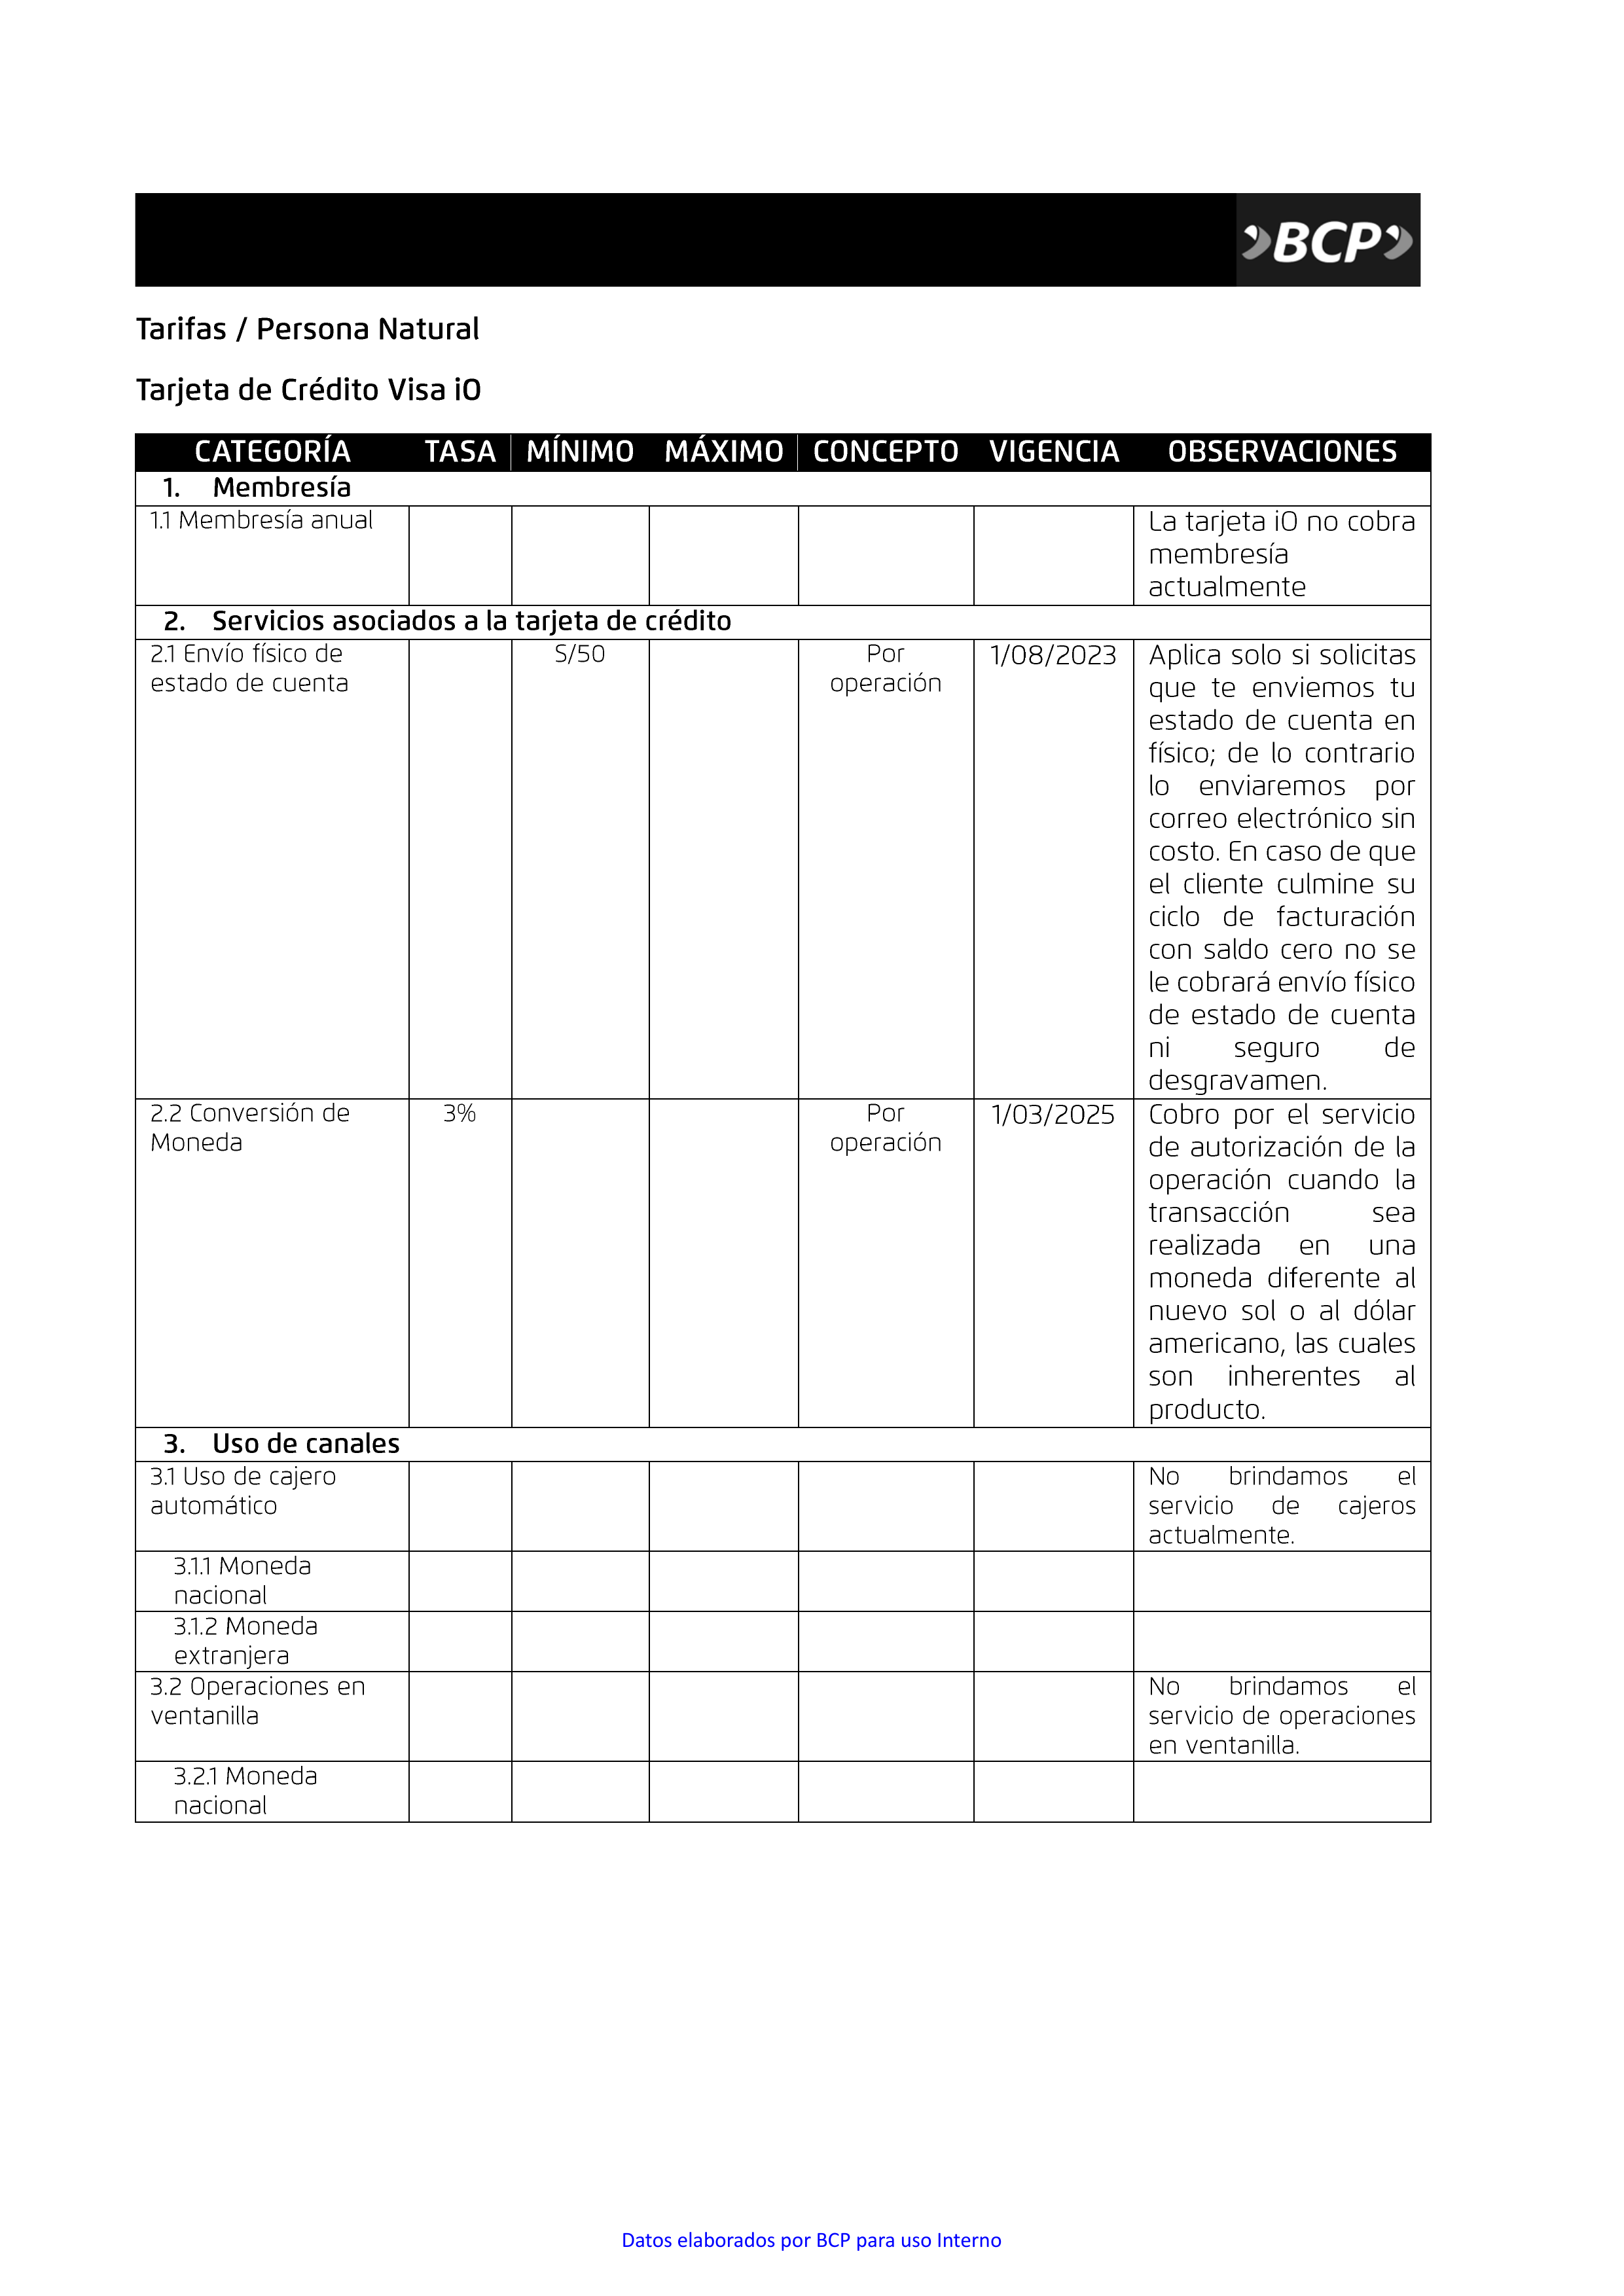 BCP
Tarifas / Persona Natural
Tarjeta de Crédito Visa iO
CATEGORÍA TASA MÍNIMO MÁXIMO CONCEPTO VIGENCIA OBSERVACIONES
1. Membresía
1.1 Membresía anual
La tarjeta iO no cobra
membresía
actualmente
2. Servicios asociados a la tarjeta de crédito
2.1 Envío físico de
estado de cuenta
S/50
Por
operación
1/08/2023
Aplica solo si solicitas
que te enviemos tu
estado de cuenta en
físico; de lo contrario
lo enviaremos por
correo electrónico sin
costo. En caso de que
el cliente culmine su
ciclo de facturación
con saldo cero no se
le cobrará envío físico
de estado de cuenta
ni seguro de
desgravamen.
2.2 Conversión de
Moneda
3%
Por
operación
1/03/2025
Cobro por el servicio
de autorización de la
operación cuando la
transacción sea
realizada en una
moneda diferente al
nuevo sol o al dólar
americano, las cuales
son inherentes al
producto.
3. Uso de canales
3.1 Uso de cajero
automático
No brindamos el
servicio de cajeros
actualmente.
3.1.1 Moneda
nacional
3.1.2 Moneda
extranjera
3.2 Operaciones en
ventanilla
No brindamos el
servicio de operaciones
en ventanilla.
3.2.1 Moneda
nacional
Datos elaborados por BCP para uso Interno